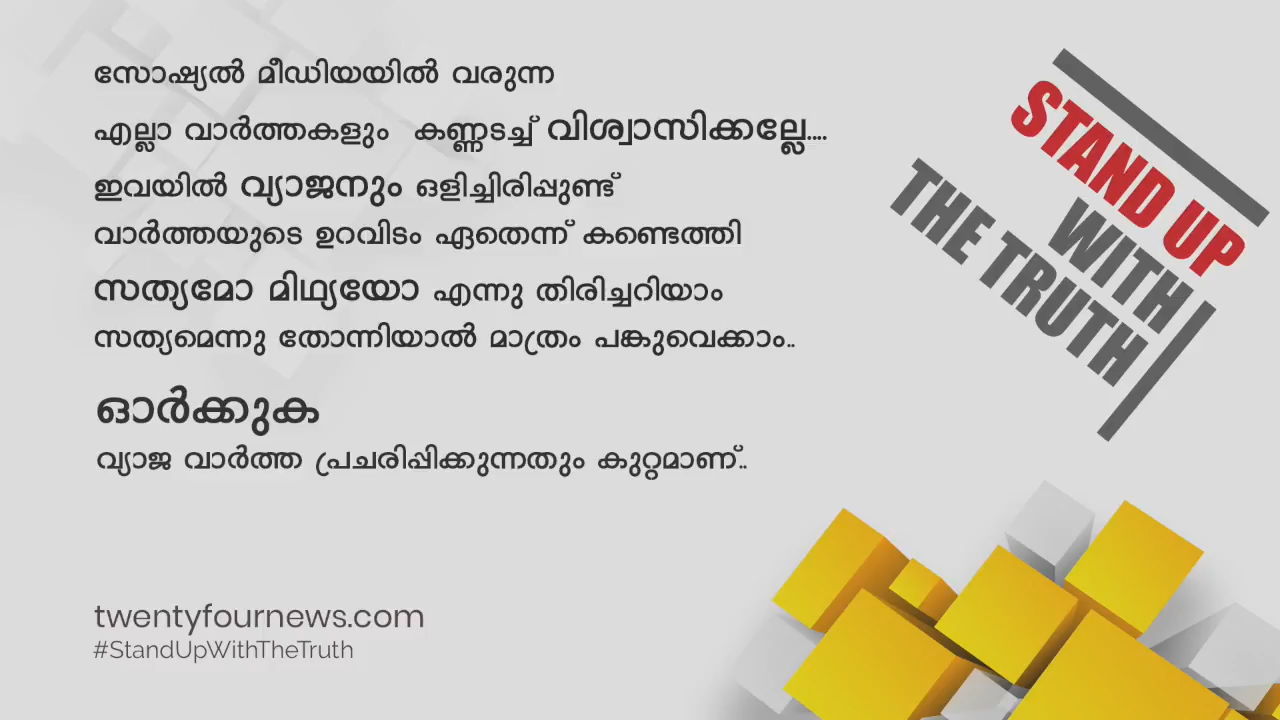 സോഷ്യൽ മീഡിയയിൽ വരുന്ന
എല്ലാ വാർത്തകളും കണ്ണടച്ച് വിശ്വാസിക്കല്ലേ....
ഇവയിൽ വ്യാജനും ഒളിച്ചിരിപ്പുണ്ട്
വാർത്തയുടെ ഉറവിടം ഏതെന്ന് കണ്ടെത്തി
സത്യമോ മിഥ്യയോ എന്നു തിരിച്ചറിയാം
സത്യമെന്നു തോന്നിയാൽ മാത്രം പങ്കുവെക്കാം..
ഓർക്കുക
വ്യാജ വാർത്ത പ്രചരിപ്പിക്കുന്നതും കുറ്റമാണ്..
twentyfournews.com
#StandUpWithTheTruth
STAND UP
WITH
THE TRUTH